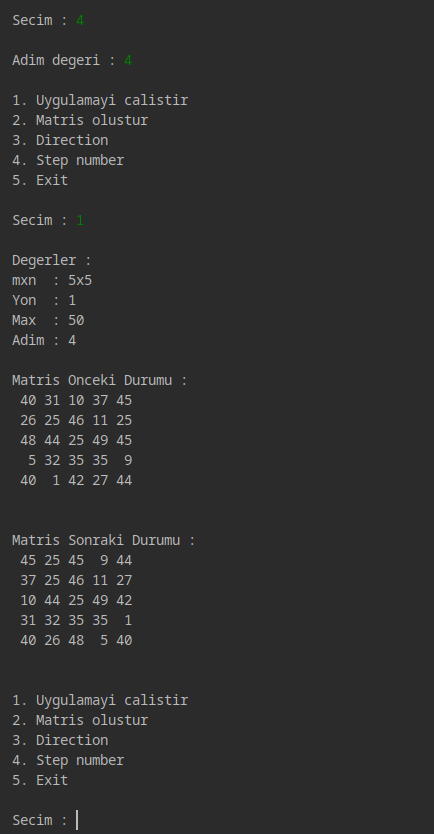 Secim : 4
Adim degeri : 4
1. Uygulamayi calistir
2. Matris olustur
3. Direction
4. Step number
5. Exit
Secim : 1
Degerler :
mxn  : 5x5
Yon  : 1
Max  : 50
Adim : 4
Matris Onceki Durumu :
 40 31 10 37 45
 26 25 46 11 25
 48 44 25 49 45
  5 32 35 35  9
 40  1 42 27 44
Matris Sonraki Durumu :
 45 25 45  9 44
 37 25 46 11 27
 10 44 25 49 42
 31 32 35 35  1
 40 26 48  5 40
1. Uygulamayi calistir
2. Matris olustur
3. Direction
4. Step number
5. Exit
Secim :